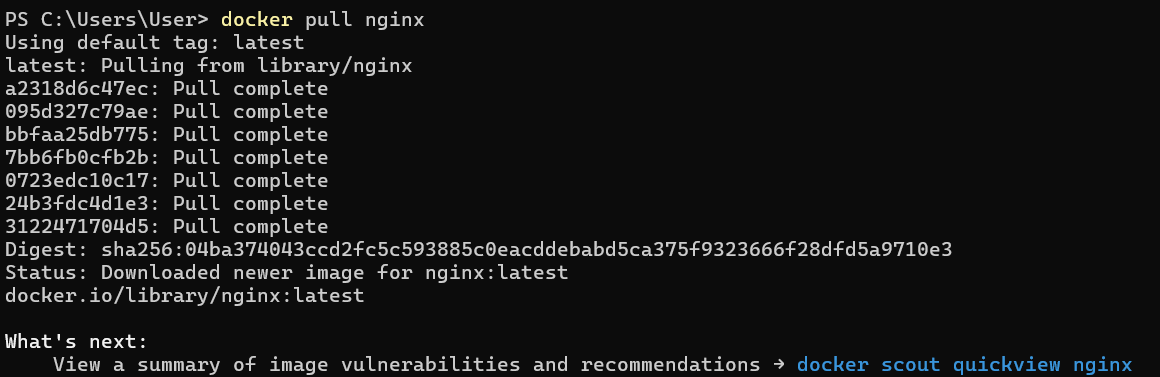 PS C:\Users\User> docker pull nginx
Using default tag: latest
latest: Pulling from library/nginx
a2318d6c47ec: Pull complete
095d327c79ae: Pull complete
bbfaa25db775: Pull complete
7bb6fb0cfb2b: Pull complete
0723edc10c17: Pull complete
24b3fdc4d1e3: Pull complete
3122471704d5: Pull complete
Digest: sha256:04ba374043ccd2fc5c593885c0eacddebabd5ca375f9323666f28dfd5a9710e3
Status: Downloaded newer image for nginx:latest
docker.io/library/nginx:latest
What's next:
View a summary of image vulnerabilities and recommendations → docker scout quickview nginx